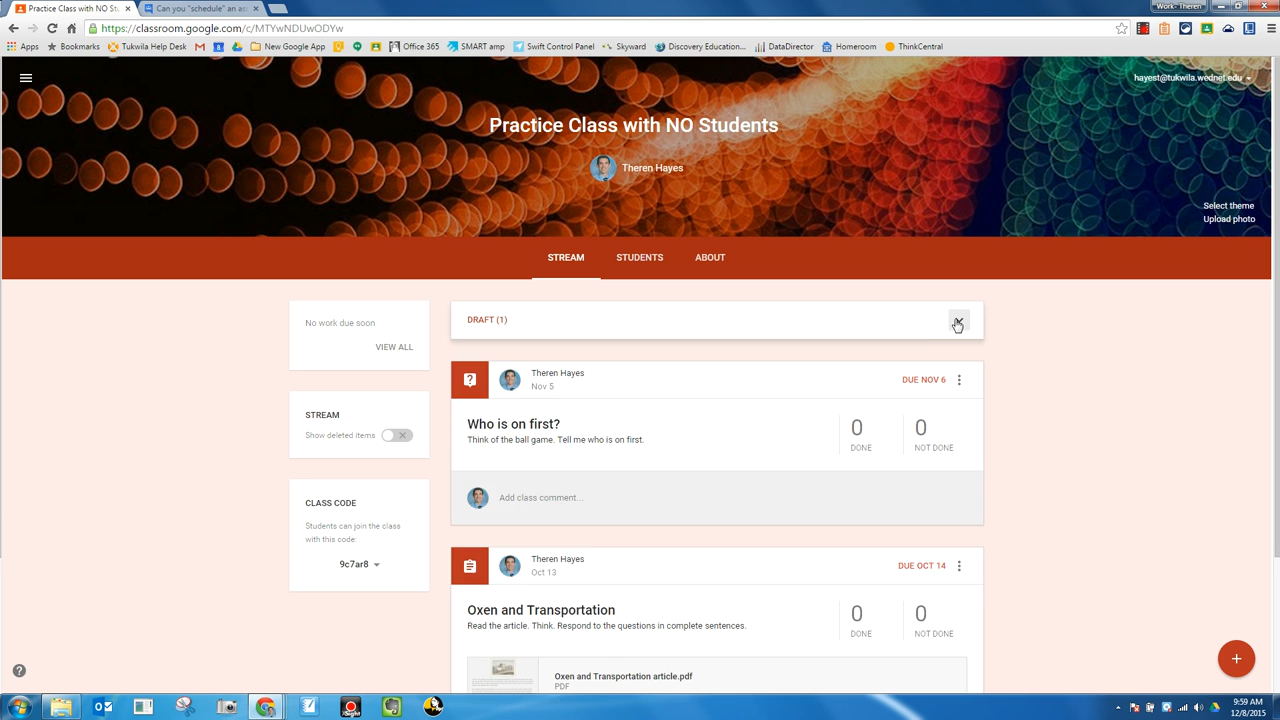 Practice Class with NO Stu
Can you "schedule" an as
Work- Theren
https://classroom.google.com/c/MTYwNDUwODYw
Apps
Bookmarks
Tukwila Help Desk
New Google App
Office 365
SMART amp
Swift Control Panel
Skyward
Discovery Education...
DataDirector
Homeroom
ThinkCentral
hayest@tukwila.wednet.edu
Practice Class with NO Students
Theren Hayes
Select theme
Upload photo
STREAM
STUDENTS
ABOUT
No work due soon
VIEW ALL
DRAFT (1)
Theren Hayes
Nov 5
DUE NOV 6
STREAM
Show deleted items
Who is on first?
Think of the ball game. Tell me who is on first.
0
DONE
0
NOT DONE
CLASS CODE
Students can join the class
with this code:
9c7ar8
Add class comment...
Theren Hayes
Oct 13
DUE OCT 14
Oxen and Transportation
Read the article. Think. Respond to the questions in complete sentences.
0
DONE
0
NOT DONE
Oxen and Transportation article.pdf
PDF
9:59 AM
12/8/2015